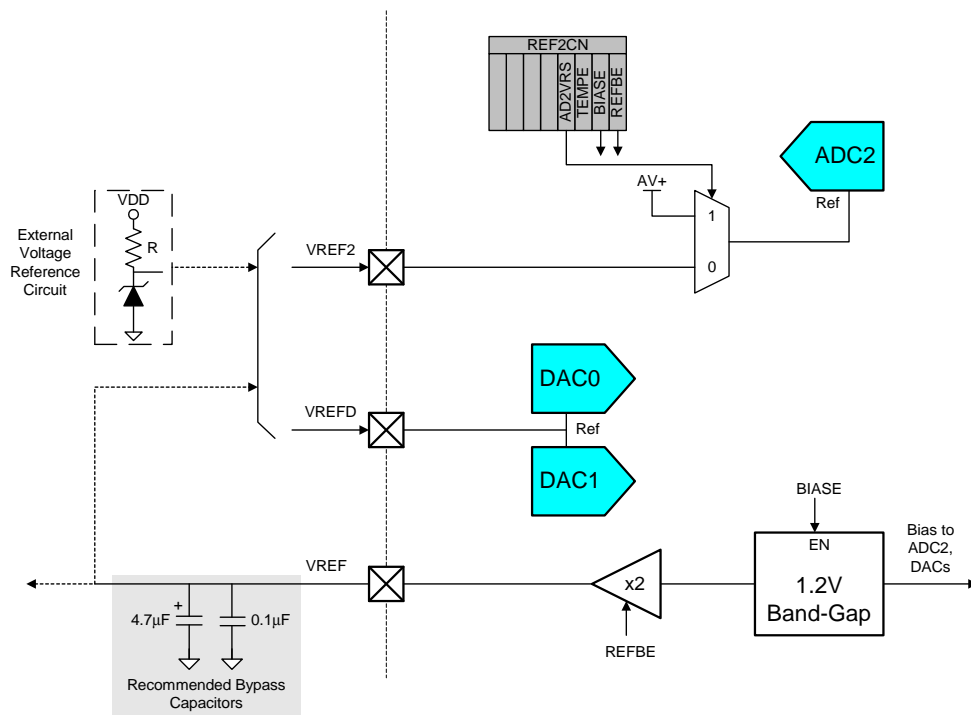 REF2CN
AD2VRS
TEMPE
BIASE
REFBE
ADC2
Ref
AV+
1
0
VDD
R
External
Voltage
Reference
Circuit
VREF2
DAC0
VREFD
Ref
DAC1
BIASE
EN
1.2V
Band-Gap
Bias to
ADC2,
DACs
VREF
x2
REFBE
+
4.7µF
0.1µF
Recommended Bypass
Capacitors